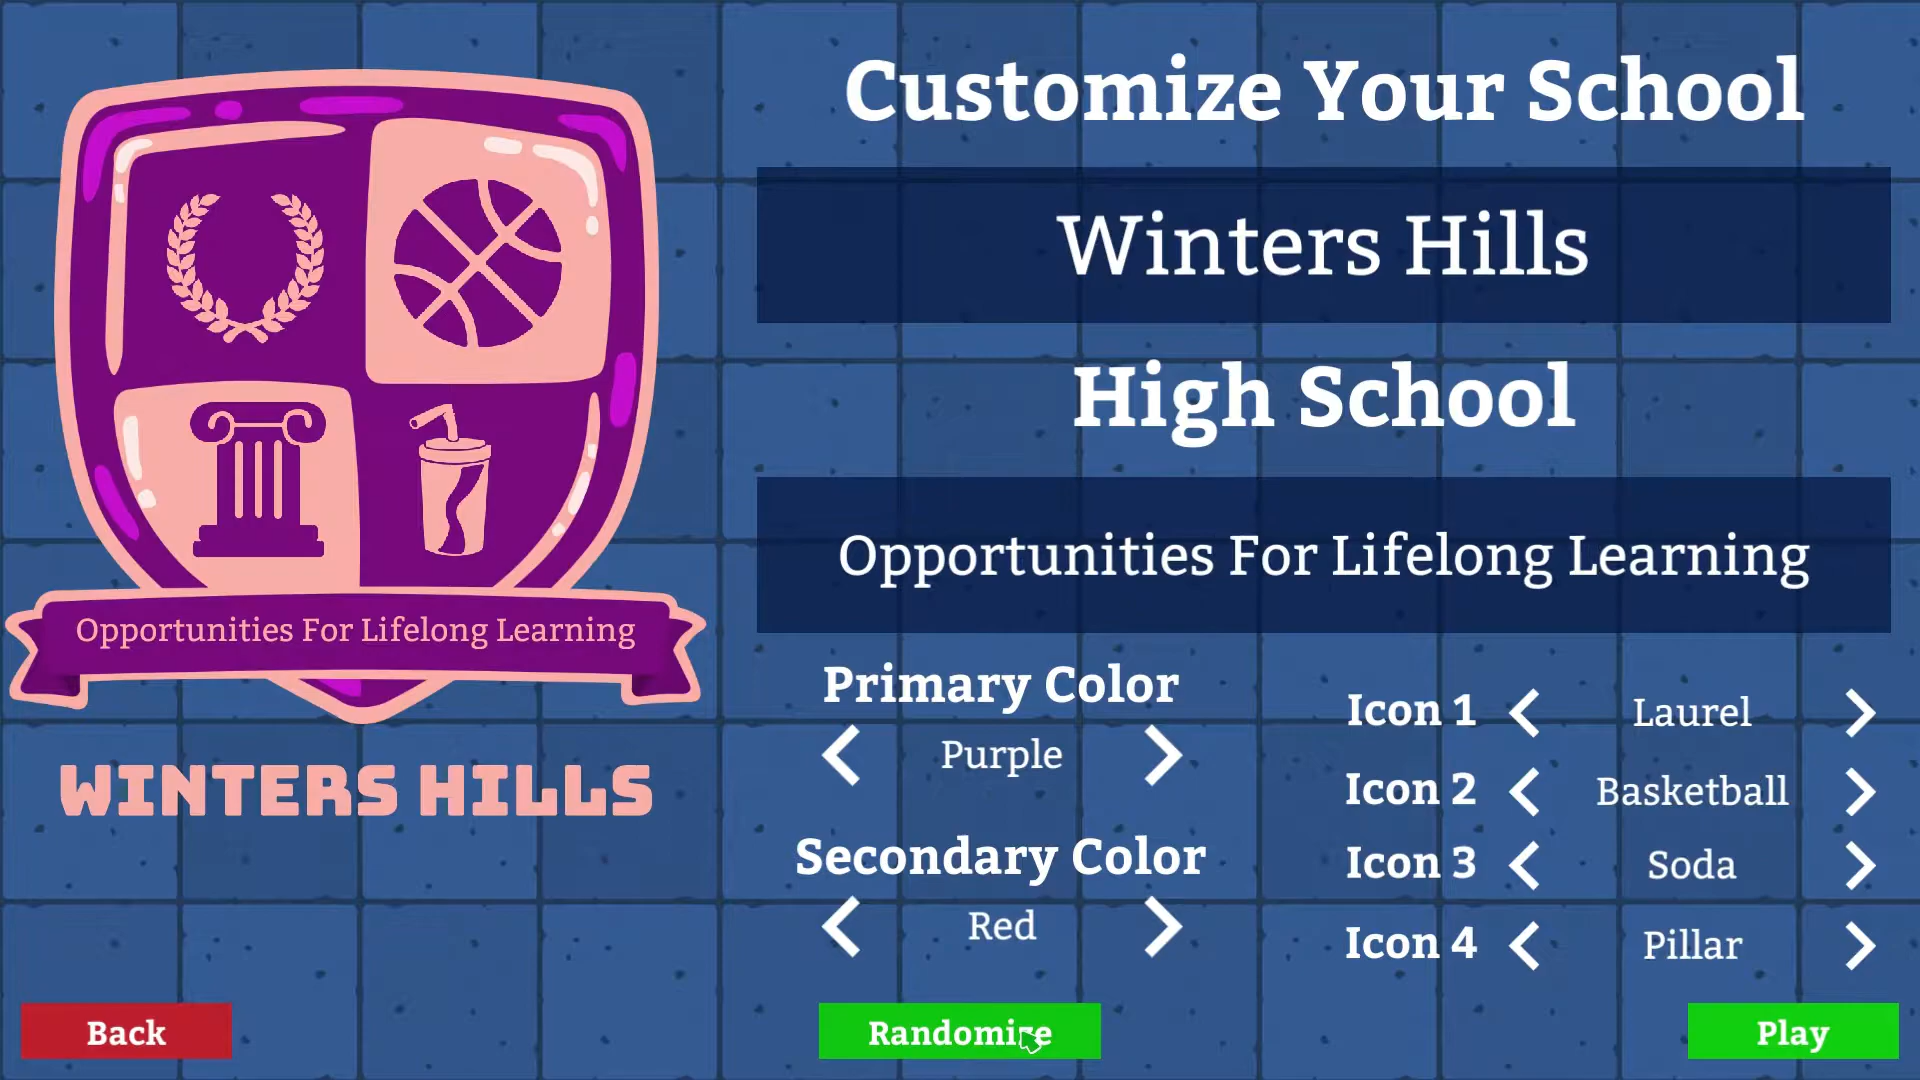 Customize Your School
Winters Hills
High School
Opportunities For Lifelong Learning
Opportunities For Lifelong Learning
WINTERS HILLS
Primary Color
Purple
Secondary Color
Red
Icon 1 Laurel
Icon 2 Basketball
Icon 3 Soda
Icon 4 Pillar
Back
Randomize
Play